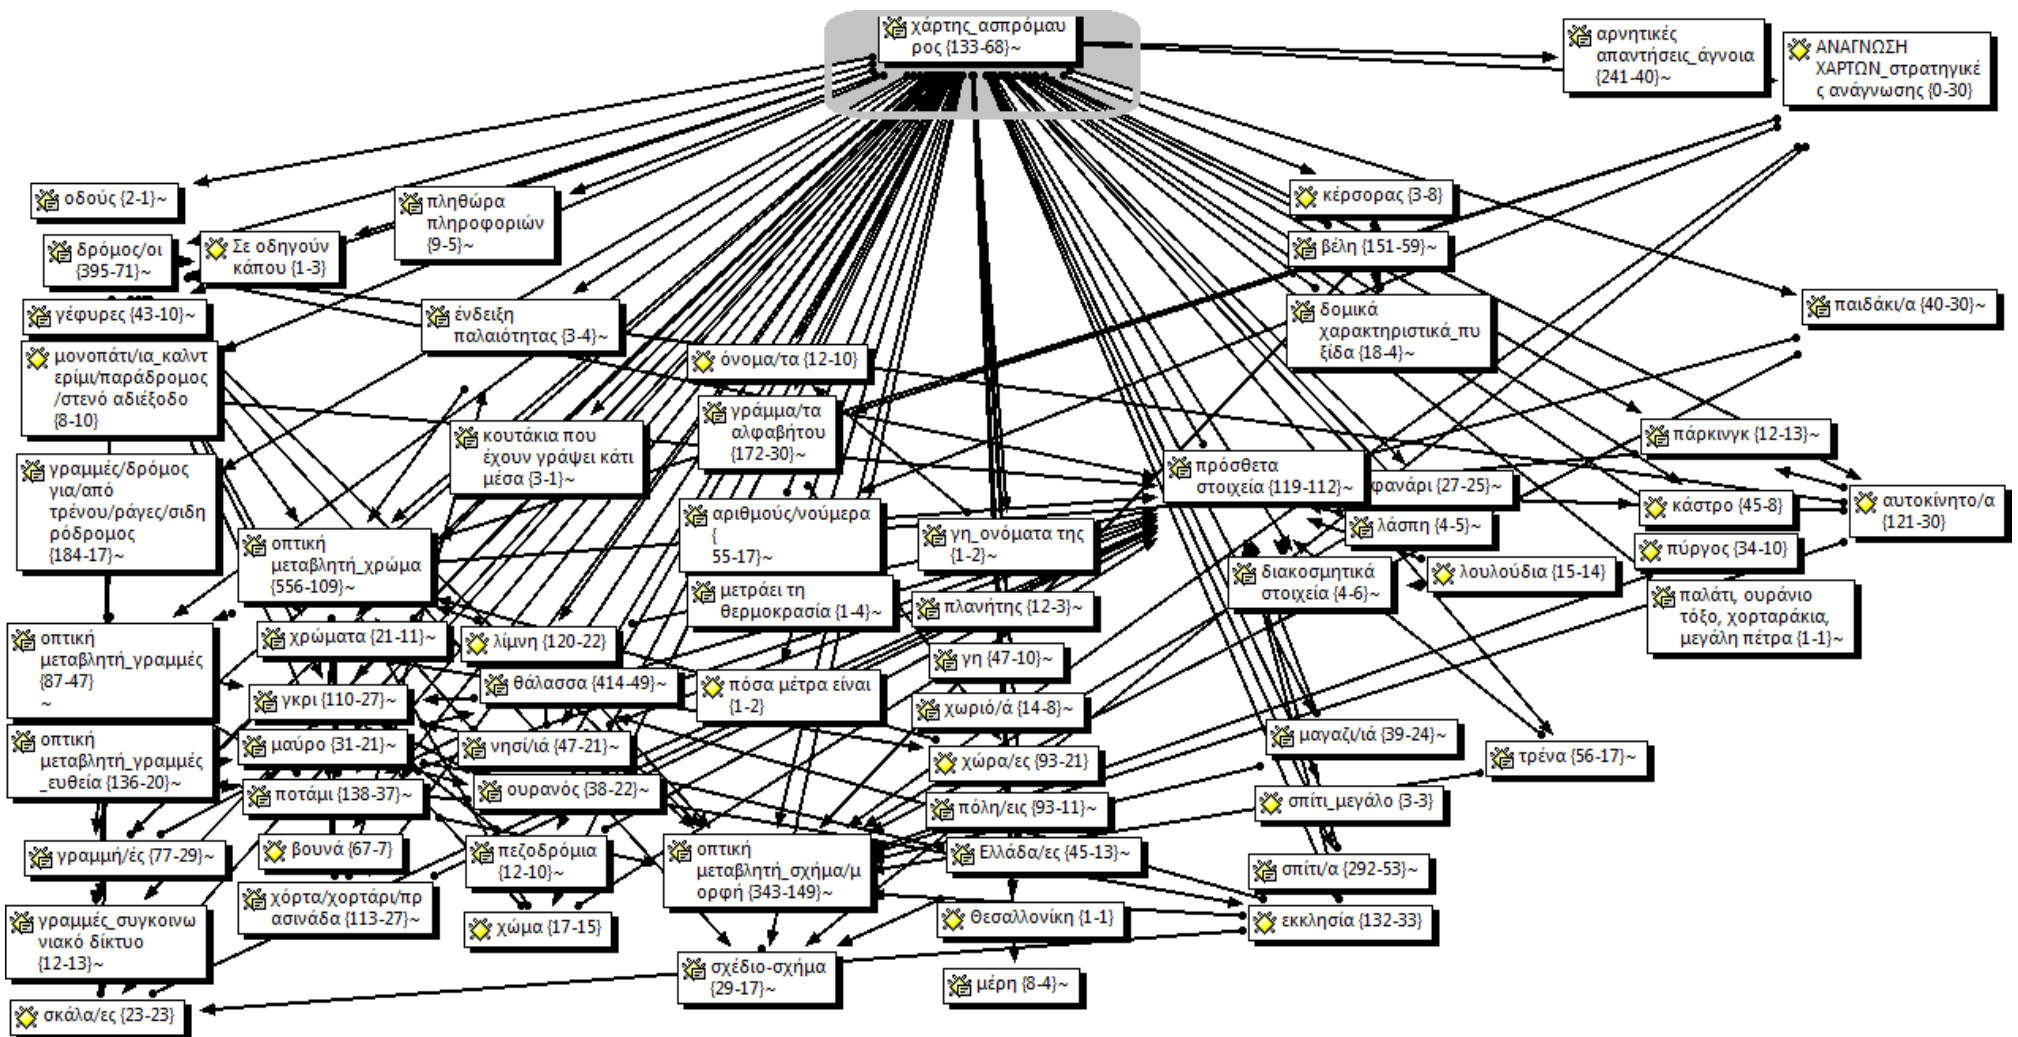 χάρτης_ασπρόμαυ
ρος {133-68}~
αρνητικές
απαντήσεις_άγνοια
{241-40}~
ΑΝΑΓΝΩΣΗ
ΧΑΡΤΩΝ_στρατηγικέ
ς ανάγνωσης {0-30}
οδούς {2-1}~
πληθώρα
πληροφοριών
{9-5}~
κέρσορας {3-8}
δρόμος/οι
{395-71}~
Σε οδηγούν
κάπου {1-3}
βέλη {151-59}~
γέφυρες {43-10}~
ένδειξη
παλαιότητας {3-4}~
δομικά
χαρακτηριστικά_πυ
ξίδα {18-4}~
παιδάκι/α {40-30}~
μονοπάτι/ια_καλντ
ερίμι/παράδρομος
/στενό αδιέξοδο
{8-10}
όνομα/τα {12-10}
γράμμα/τα
αλφαβήτου
{172-30}~
κουτάκια που
έχουν γράψει κάτι
μέσα {3-1}~
πάρκινγκ {12-13}~
γραμμές/δρόμος
για/από
τρένου/ράγες/σιδη
ρόδρομος
{184-17}~
πρόσθετα
στοιχεία {119-112}~
φανάρι {27-25}~
κάστρο {45-8}
αυτοκίνητο/α
{121-30}
αριθμούς/νούμερα
{
55-17}~
γη_ονόματα της
{1-2}~
λάσπη {4-5}~
οπτική
μεταβλητή_χρώμα
{556-109}~
πύργος {34-10}
διακοσμητικά
στοιχεία {4-6}~
λουλούδια {15-14}
μετράει τη
θερμοκρασία {1-4}~
πλανήτης {12-3}~
παλάτι, ουράνιο
τόξο, χορταράκια,
μεγάλη πέτρα {1-1}~
οπτική
μεταβλητή_γραμμές
{87-47}
~
χρώματα {21-11}~
λίμνη {120-22}
γη {47-10}~
γκρι {110-27}~
θάλασσα {414-49}~
πόσα μέτρα είναι
{1-2}
χωριό/ά {14-8}~
οπτική
μεταβλητή_γραμμές
_ευθεία {136-20}~
μαύρο {31-21}~
νησί/ιά {47-21}~
χώρα/ες {93-21}
μαγαζι/ιά {39-24}~
τρένα {56-17}~
ποτάμι {138-37}~
ουρανός {38-22}~
πόλη/εις {93-11}~
σπίτι_μεγάλο {3-3}
γραμμή/ές {77-29}~
βουνά {67-7}
πεζοδρόμια
{12-10}~
οπτική
μεταβλητή_σχήμα/μ
ορφή {343-149}~
Ελλάδα/ες {45-13}~
σπίτι/α {292-53}~
χόρτα/χορτάρι/πρ
ασινάδα {113-27}~
γραμμές_συγκοινω
νιακό δίκτυο
{12-13}~
χώμα {17-15}
Θεσαλλονίκη {1-1}
εκκλησία {132-33}
σχέδιο-σχήμα
{29-17}~
μέρη {8-4}~
σκάλα/ες {23-23}